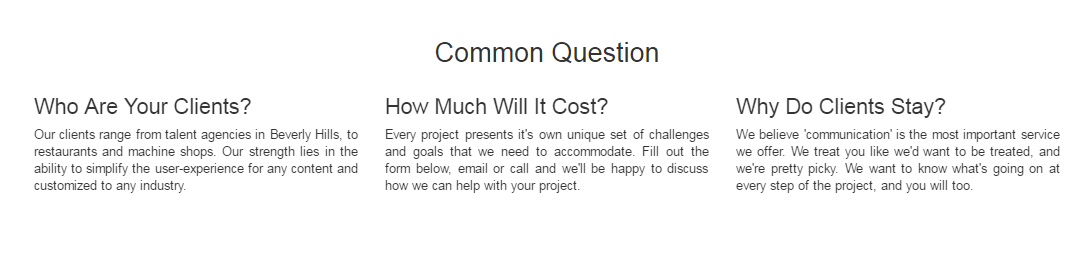 Common Question
Who Are Your Clients?
Our clients range from talent agencies in Beverly Hills, to
restaurants and machine shops. Our strength lies in the
ability to simplify the user-experience for any content and
customized to any industry.
How Much Will It Cost?
Every project presents it's own unique set of challenges
and goals that we need to accommodate. Fill out the
form below, email or call and we'll be happy to discuss
how we can help with your project.
Why Do Clients Stay?
We believe 'communication' is the most important service
we offer. We treat you like we'd want to be treated, and
we're pretty picky. We want to know what's going on at
every step of the project, and you will too.